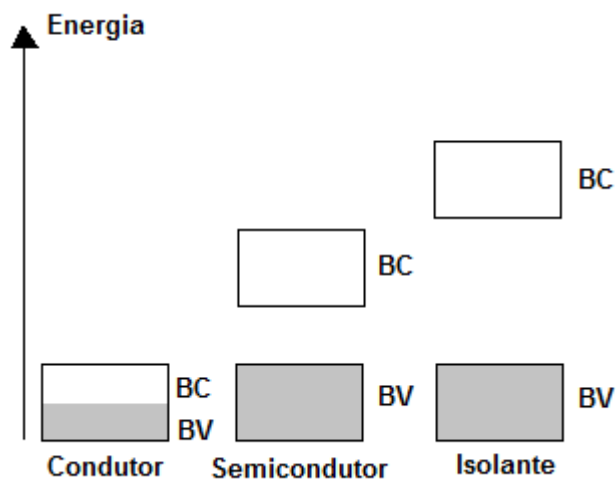 Energia
BC
BC
BC
BV
BV
BV
Condutor
Semicondutor
Isolante